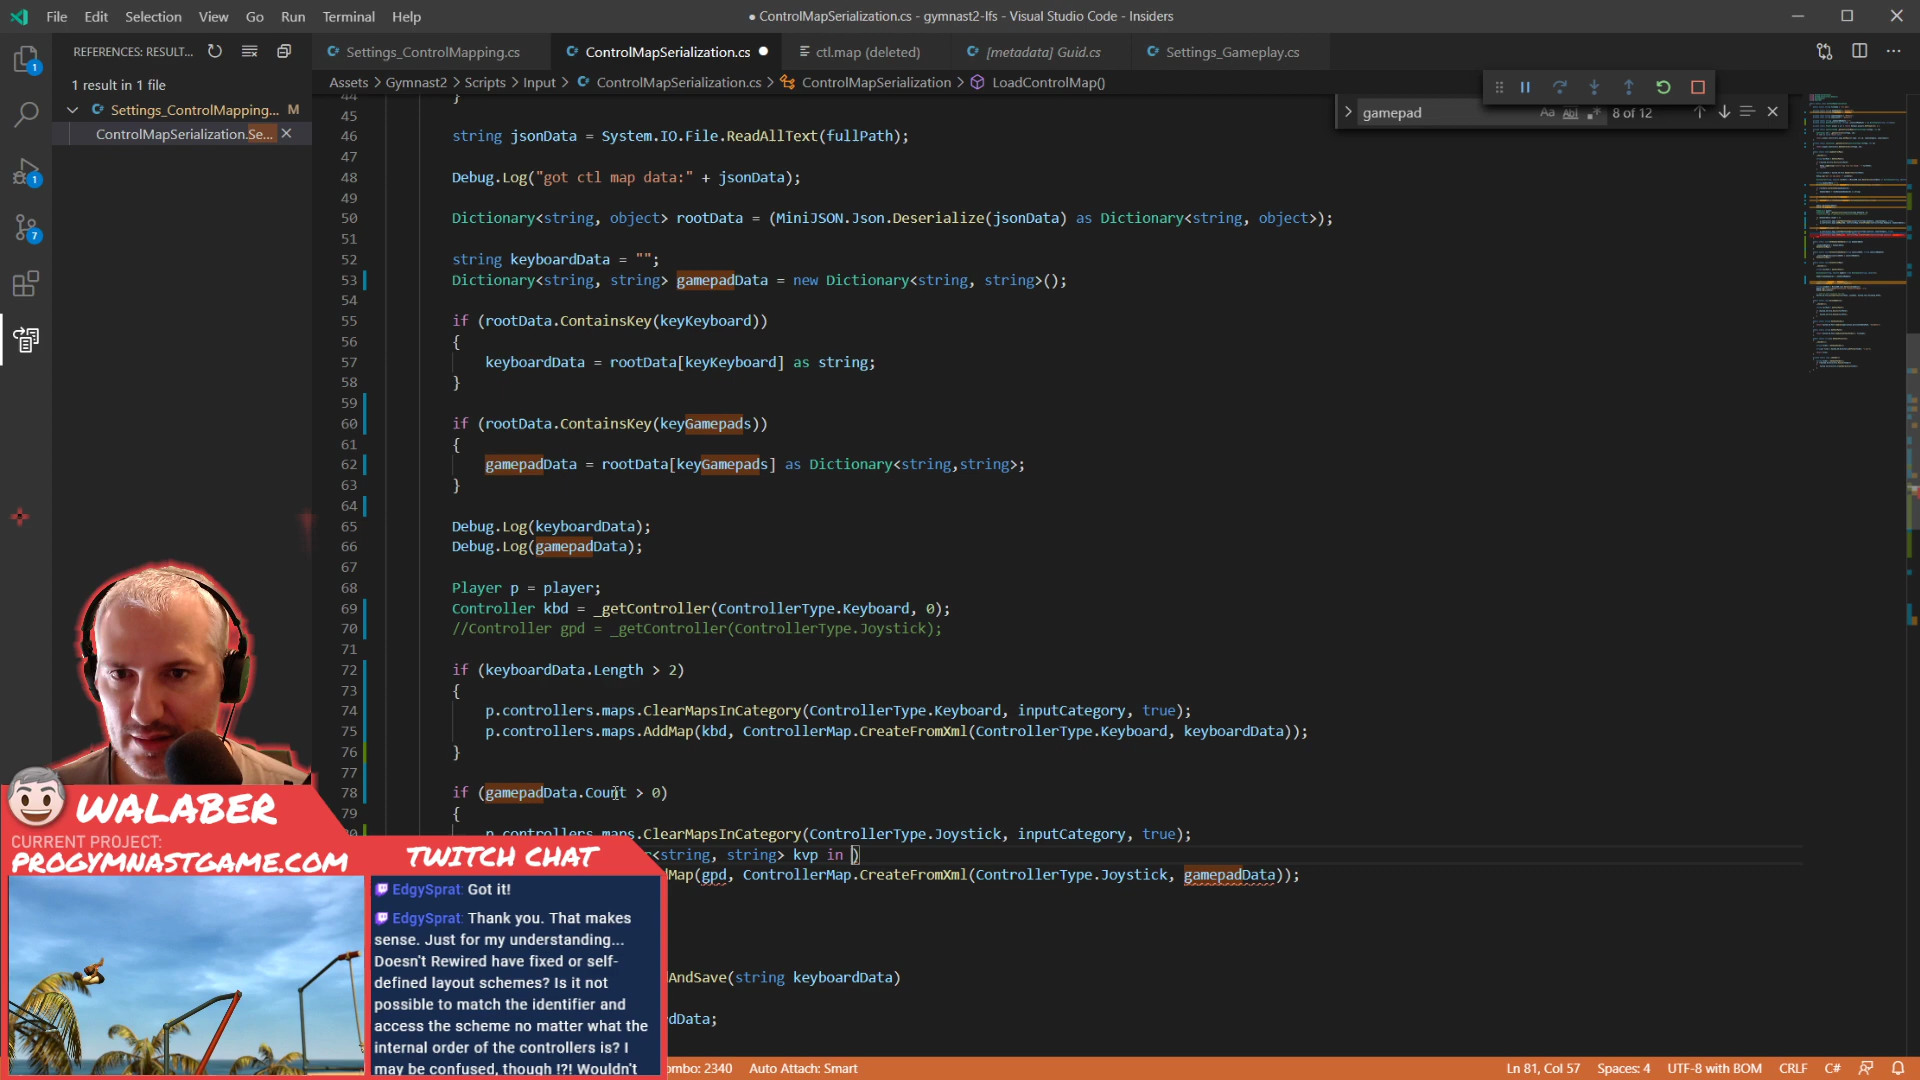 File Edit Selection View Go Run Terminal Help
● ControlMapSerialization.cs - gymnast2-lfs - Visual Studio Code - Insiders
REFERENCES: RESULT...
Settings_ControlMapping.cs
ControlMapSerialization.cs
ctl.map (deleted)
[metadata] Guid.cs
Settings_Gameplay.cs
1 result in 1 file
Assets > Gymnast2 > Scripts > Input > ControlMapSerialization.cs > ControlMapSerialization > LoadControlMap()
Settings_ControlMapping... M
ControlMapSerialization.Se...
gamepad
8 of 12
44 }
45
46 string jsonData = System.IO.File.ReadAllText(fullPath);
47
48 Debug.Log("got ctl map data:" + jsonData);
49
50 Dictionary<string, object> rootData = (MiniJSON.Json.Deserialize(jsonData) as Dictionary<string, object>);
51
52 string keyboardData = "";
53 Dictionary<string, string> gamepadData = new Dictionary<string, string>();
54
55 if (rootData.ContainsKey(keyKeyboard))
56 {
57 keyboardData = rootData[keyKeyboard] as string;
58 }
59
60 if (rootData.ContainsKey(keyGamepads))
61 {
62 gamepadData = rootData[keyGamepads] as Dictionary<string,string>;
63 }
64
65 Debug.Log(keyboardData);
66 Debug.Log(gamepadData);
67
68 Player p = player;
69 Controller kbd = _getController(ControllerType.Keyboard, 0);
70 //Controller gpd = _getController(ControllerType.Joystick);
71
72 if (keyboardData.Length > 2)
73 {
74 p.controllers.maps.ClearMapsInCategory(ControllerType.Keyboard, inputCategory, true);
75 p.controllers.maps.AddMap(kbd, ControllerMap.CreateFromXml(ControllerType.Keyboard, keyboardData));
76 }
77
78 if (gamepadData.Count > 0)
79 {
p.controllers.maps.ClearMapsInCategory(ControllerType.Joystick, inputCategory, true);
r<string, string> kvp in )
Map(gpd, ControllerMap.CreateFromXml(ControllerType.Joystick, gamepadData));
AndSave(string keyboardData)
dData;
WALABER
CURRENT PROJECT:
PROGYMNASTGAME.COM
TWITCH CHAT
EdgySprat: Got it!
EdgySprat: Thank you. That makes
sense. Just for my understanding...
Doesn't Rewired have fixed or self-
defined layout schemes? Is it not
possible to match the identifier and
access the scheme no matter what the
internal order of the controllers is? I
may be confused, though !?! Wouldn't
ombo: 2340 Auto Attach: Smart
Ln 81, Col 57 Spaces: 4 UTF-8 with BOM CRLF C#